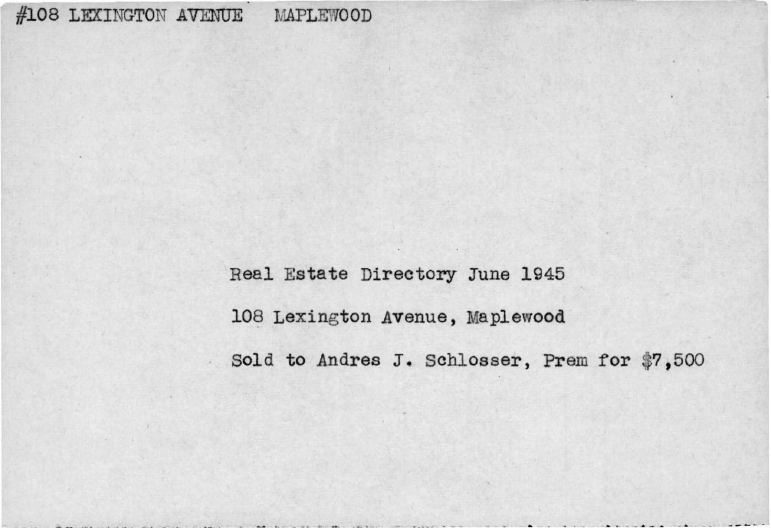 #108 LEXINGTON AVENUE MAPLEWOOD
Real Estate Directory June 1945
108 Lexington Avenue, Maplewood
Sold to Andres J. Schlosser, Prem for $7,500